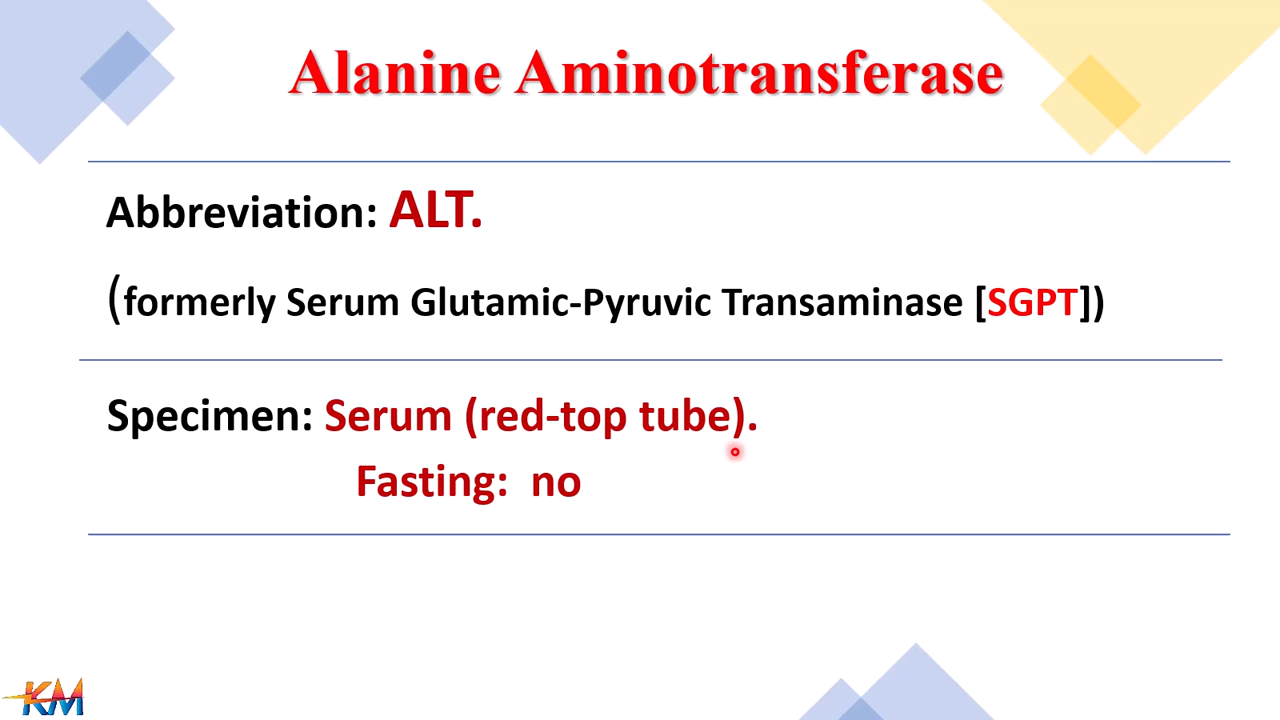 Alanine Aminotransferase
Abbreviation: ALT.
(formerly Serum Glutamic-Pyruvic Transaminase [SGPT])
Specimen: Serum (red-top tube).
Fasting: no
KM